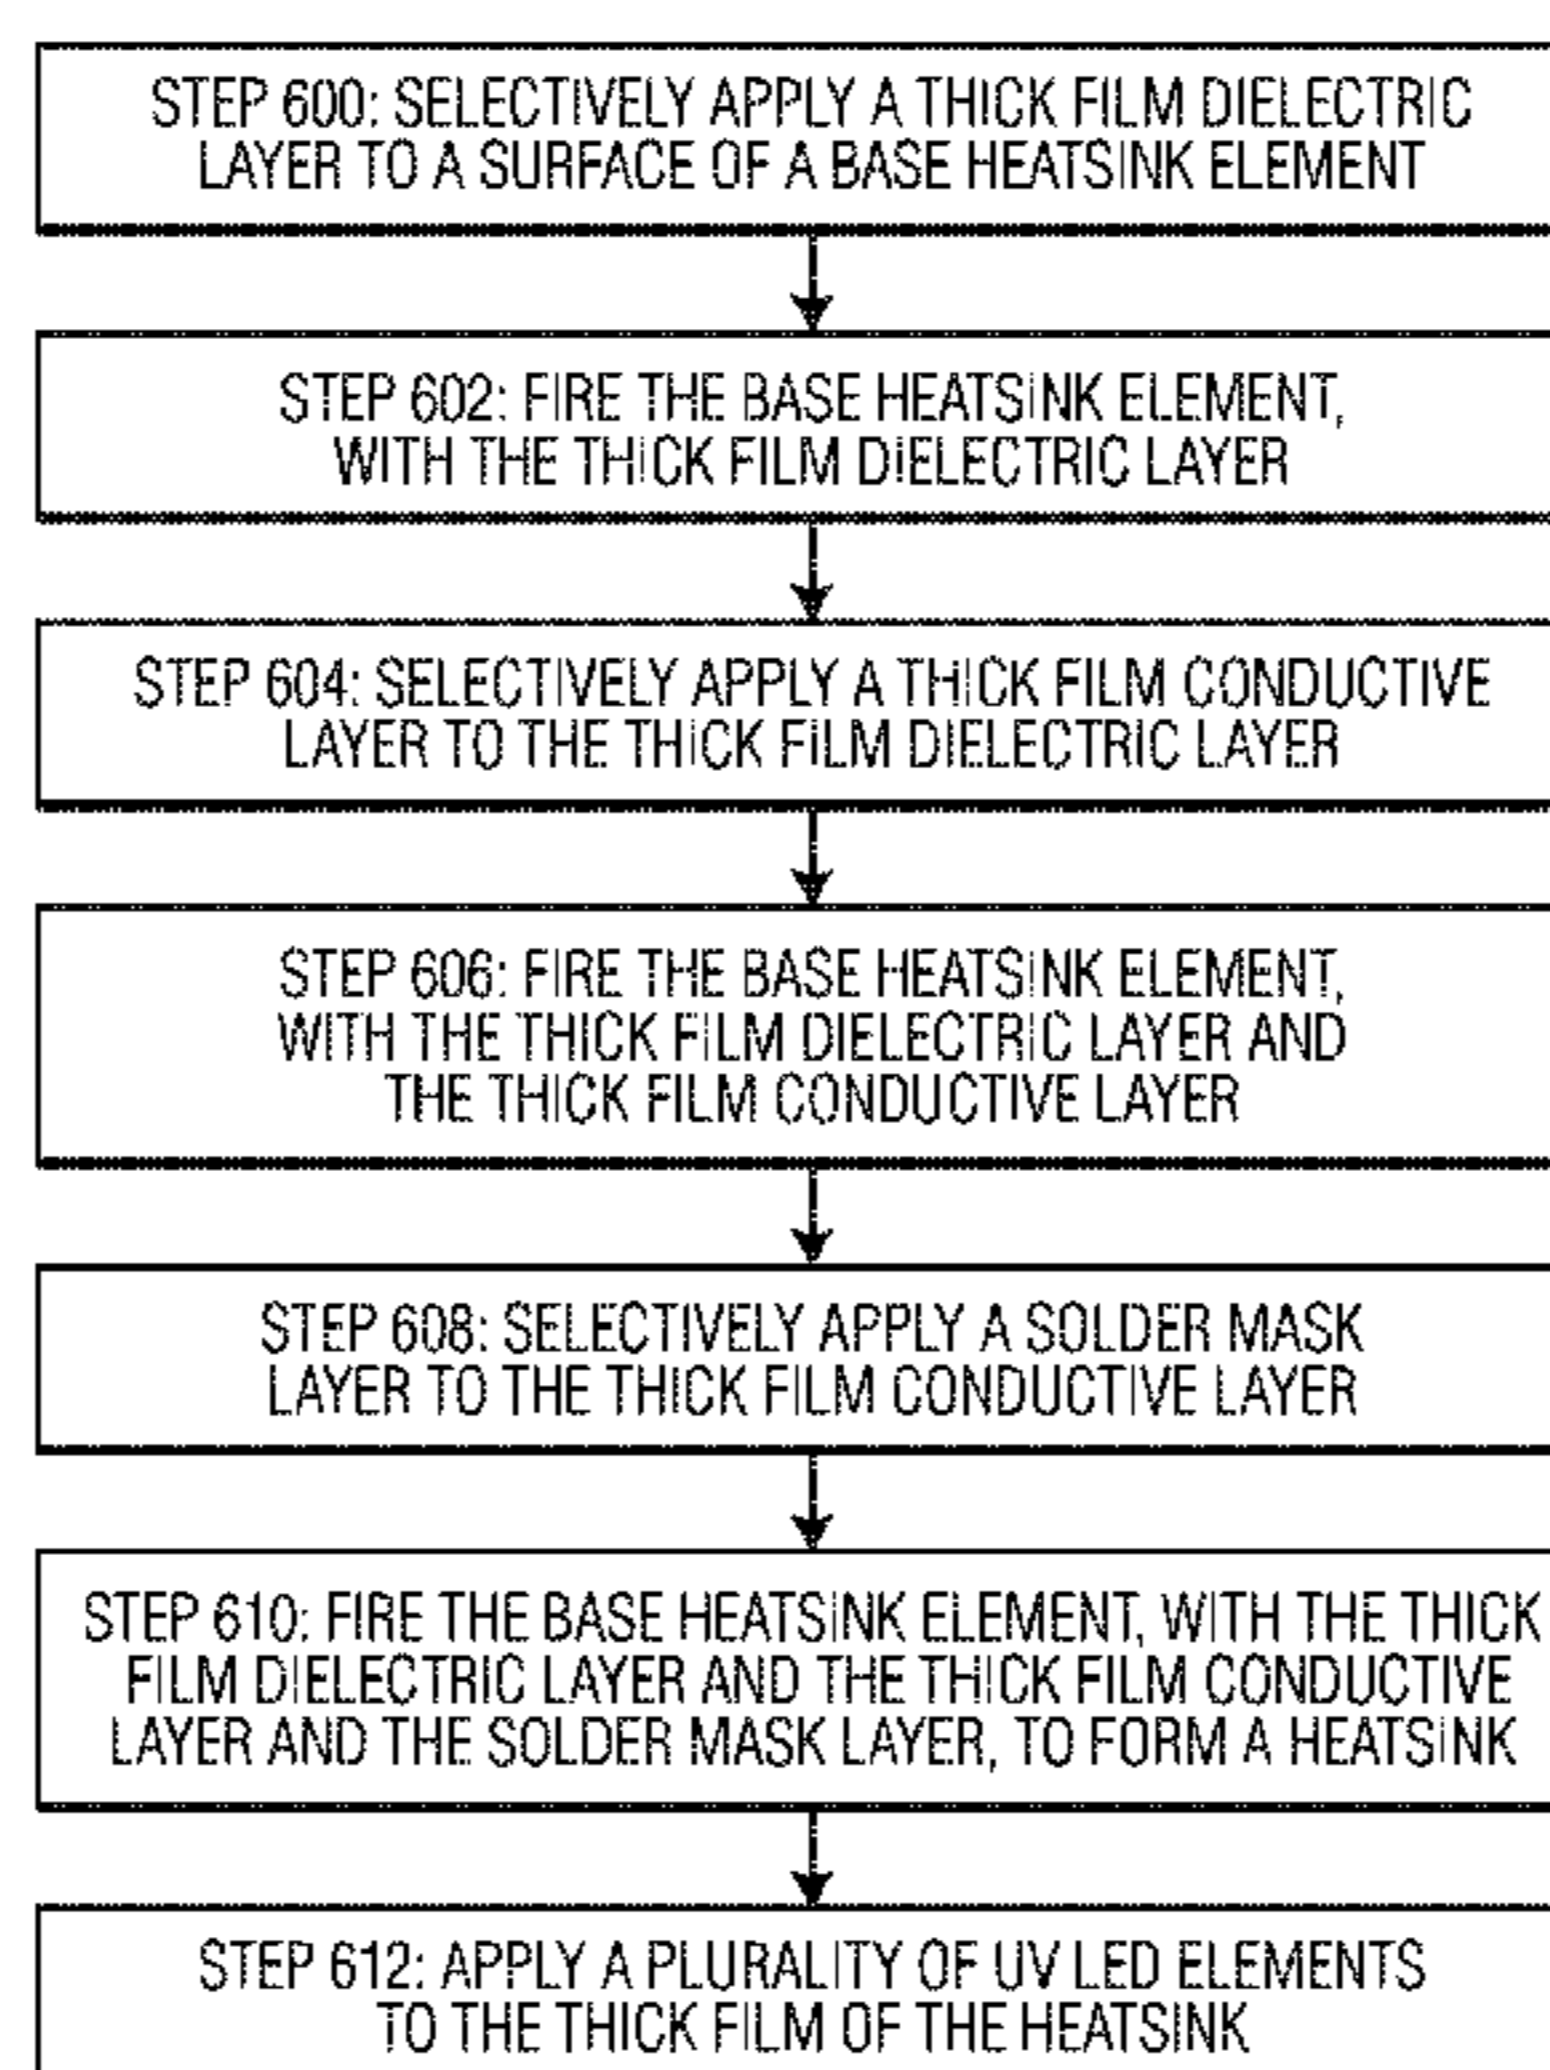 STEP 600: SELECTIVELY APPLY A THICK FILM DIELECTRIC
LAYER TO A SURFACE OF A BASE HEATSINK ELEMENT
STEP 602: FIRE THE BASE HEATSINK ELEMENT,
WITH THE THICK FILM DIELECTRIC LAYER
STEP 604: SELECTIVELY APPLY A THICK FILM CONDUCTIVE
LAYER TO THE THICK FILM DIELECTRIC LAYER
STEP 606: FIRE THE BASE HEATSINK ELEMENT,
WITH THE THICK FILM DIELECTRIC LAYER AND
THE THICK FILM CONDUCTIVE LAYER
STEP 608: SELECTIVELY APPLY A SOLDER MASK
LAYER TO THE THICK FILM CONDUCTIVE LAYER
STEP 610: FIRE THE BASE HEATSINK ELEMENT, WITH THE THICK
FILM DIELECTRIC LAYER AND THE THICK FILM CONDUCTIVE
LAYER AND THE SOLDER MASK LAYER, TO FORM A HEATSINK
STEP 612: APPLY A PLURALITY OF UV LED ELEMENTS
TO THE THICK FILM OF THE HEATSINK